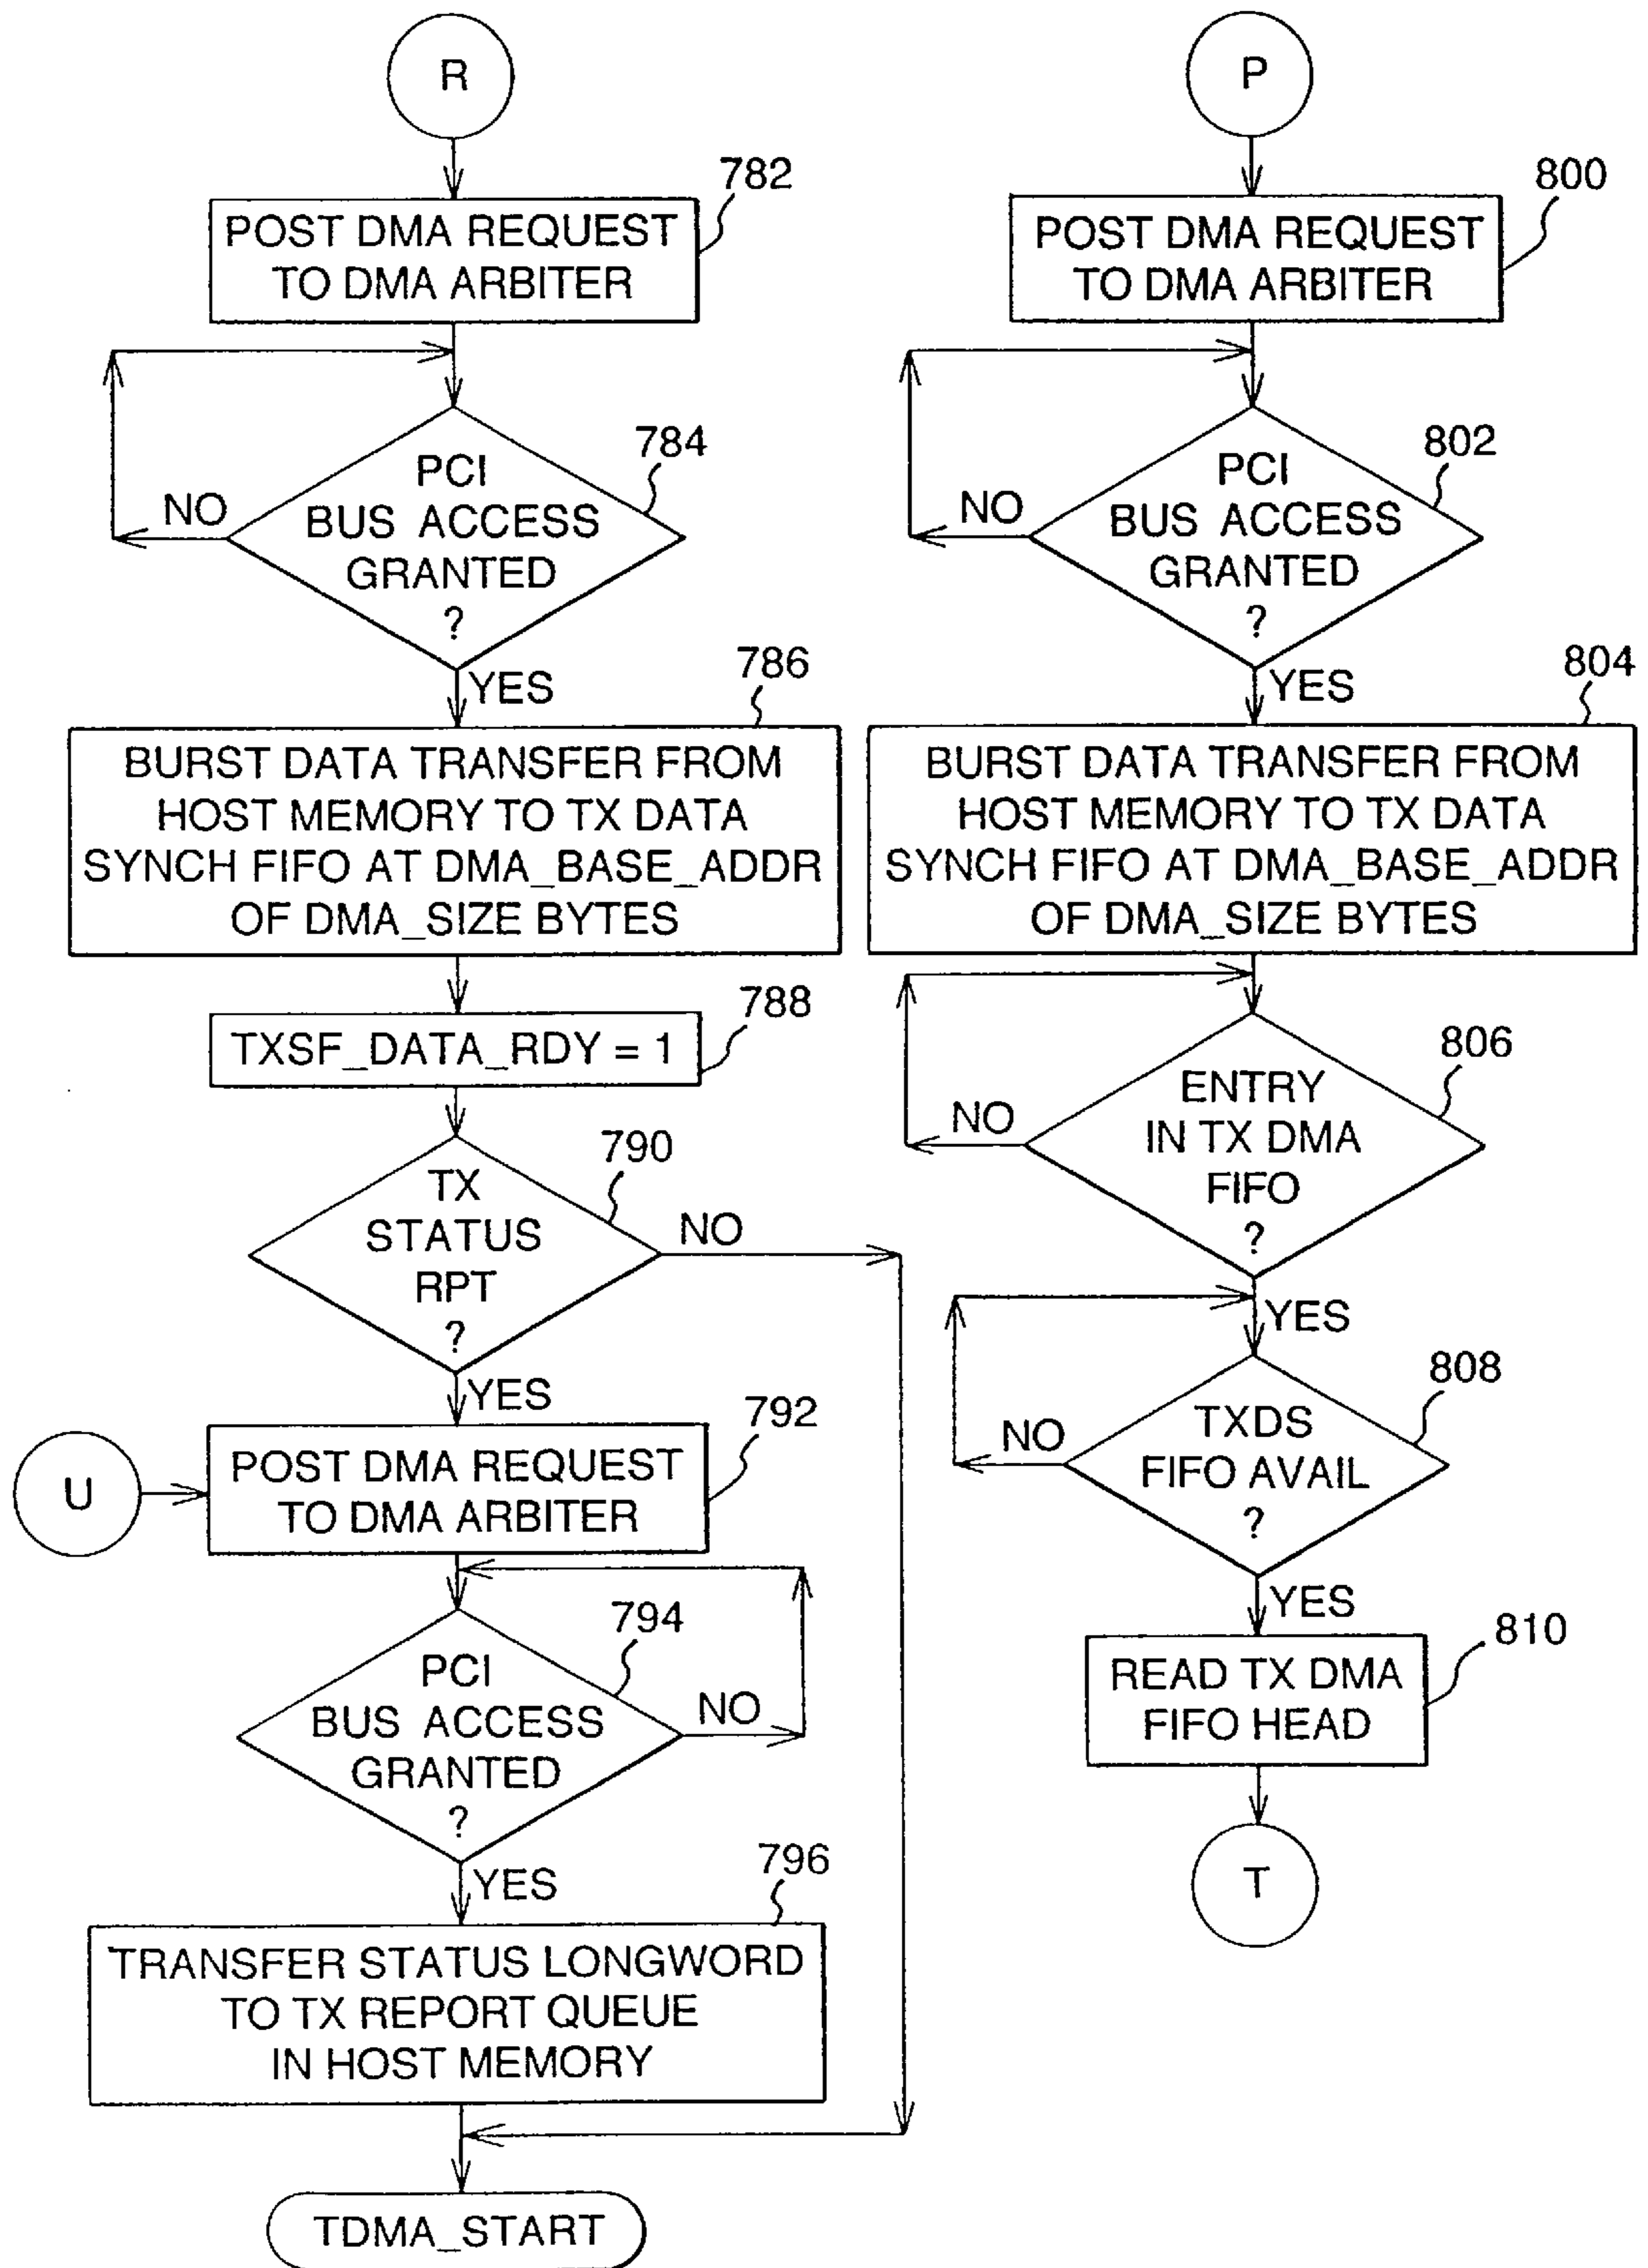 R
782
POST DMA REQUEST
TO DMA ARBITER
784
PCI
BUS ACCESS
GRANTED
?
NO
YES
786
BURST DATA TRANSFER FROM
HOST MEMORY TO TX DATA
SYNCH FIFO AT DMA_BASE_ADDR
OF DMA_SIZE BYTES
788
TXSF_DATA_RDY = 1
790
TX
STATUS
RPT
?
NO
YES
792
U
POST DMA REQUEST
TO DMA ARBITER
794
PCI
BUS ACCESS
GRANTED
?
NO
YES
796
TRANSFER STATUS LONGWORD
TO TX REPORT QUEUE
IN HOST MEMORY
TDMA_START
P
800
POST DMA REQUEST
TO DMA ARBITER
802
PCI
BUS ACCESS
GRANTED
?
NO
YES
804
BURST DATA TRANSFER FROM
HOST MEMORY TO TX DATA
SYNCH FIFO AT DMA_BASE_ADDR
OF DMA_SIZE BYTES
806
ENTRY
IN TX DMA
FIFO
?
NO
YES
808
TXDS
FIFO AVAIL
?
NO
YES
810
READ TX DMA
FIFO HEAD
T